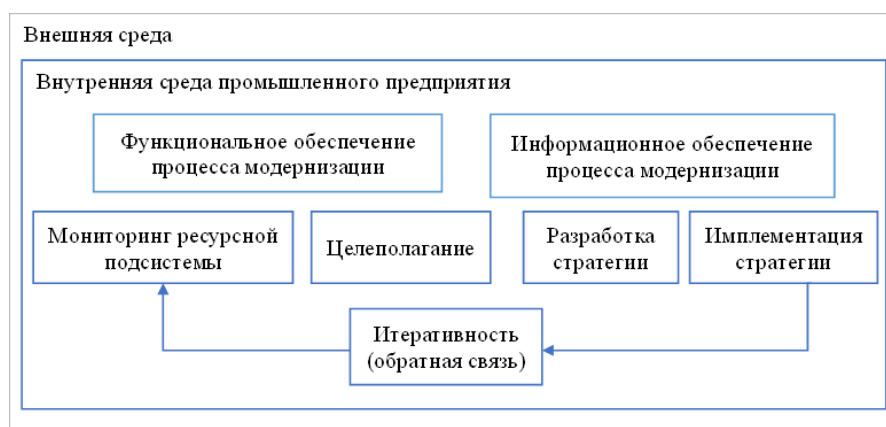 Внешняя среда
Внутренняя среда промышленного предприятия
Функциональное обеспечение
процесса модернизации
Информационное обеспечение
процесса модернизации
Мониторинг ресурсной
подсистемы
Целеполагание
Разработка
стратегии
Имплементация
стратегии
Итеративность
(обратная связь)